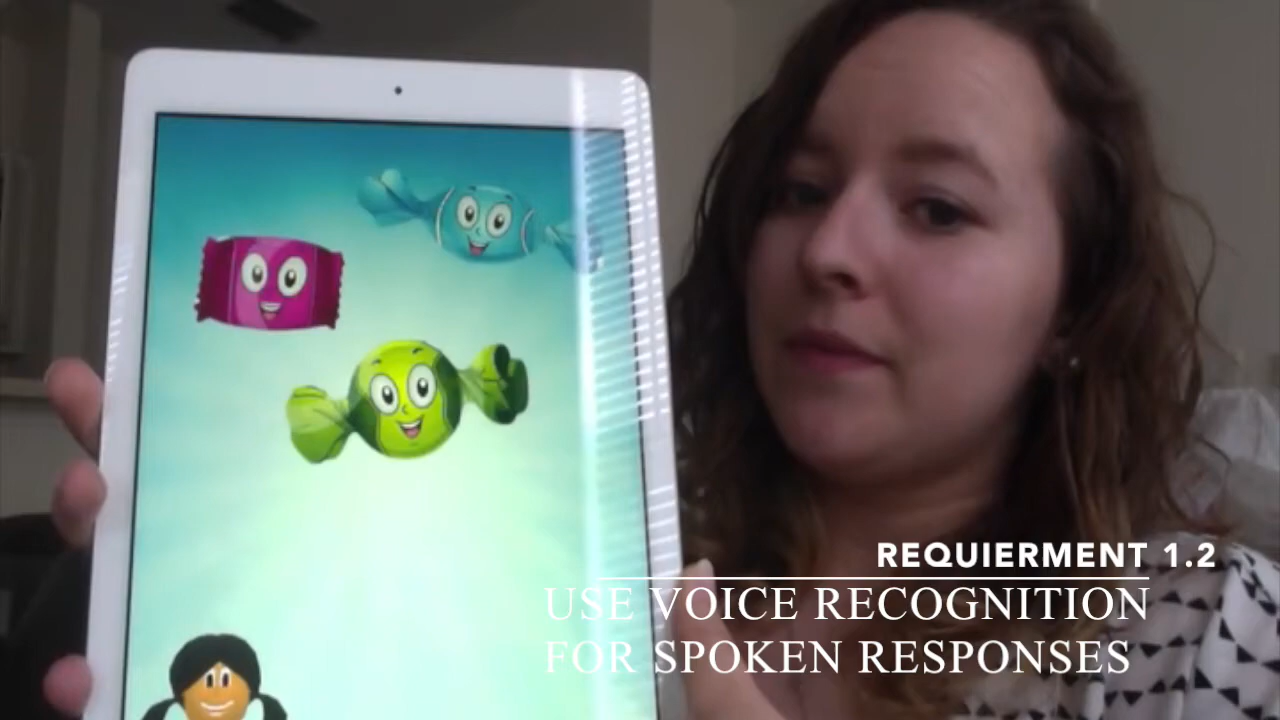 REQUIERMENT 1.2
USE VOICE RECOGNITION
FOR SPOKEN RESPONSES